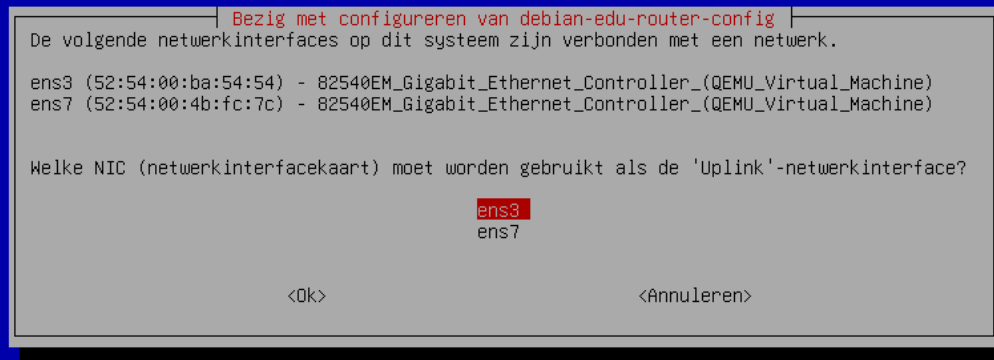 Bezig met configureren van debian-edu-router-config
De volgende netwerkinterfaces op dit systeem zijn verbonden met een netwerk.
ens3 (52:54:00:ba:54:54) - 82540EM_Gigabit_Ethernet_Controller_(QEMU_Virtual_Machine)
ens7 (52:54:00:4b:fc:7c) - 82540EM_Gigabit_Ethernet_Controller_(QEMU_Virtual_Machine)
Welke NIC (netwerkinterfacekaart) moet worden gebruikt als de 'Uplink'-netwerkinterface?
ens3
ens7
<Ok> <Annuleren>